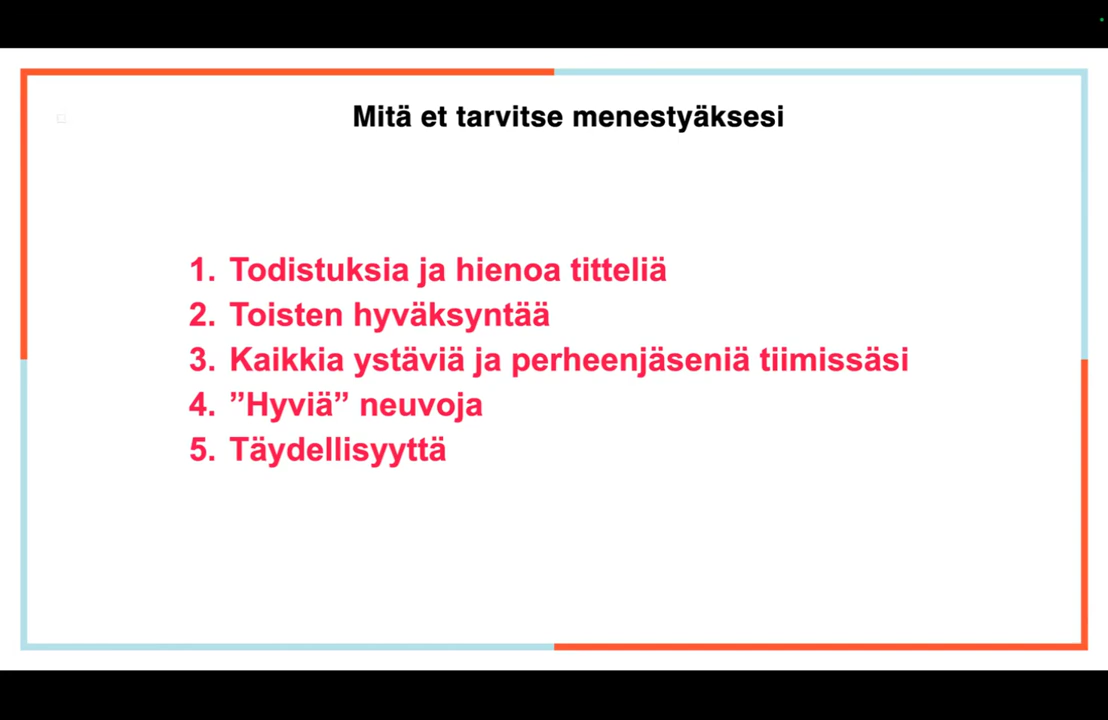 Mitä et tarvitse menestyäksesi
1. Todistuksia ja hienoa titteliä
2. Toisten hyväksyntää
3. Kaikkia ystäviä ja perheenjäseniä tiimissäsi
4. ”Hyviä” neuvoja
5. Täydellisyyttä